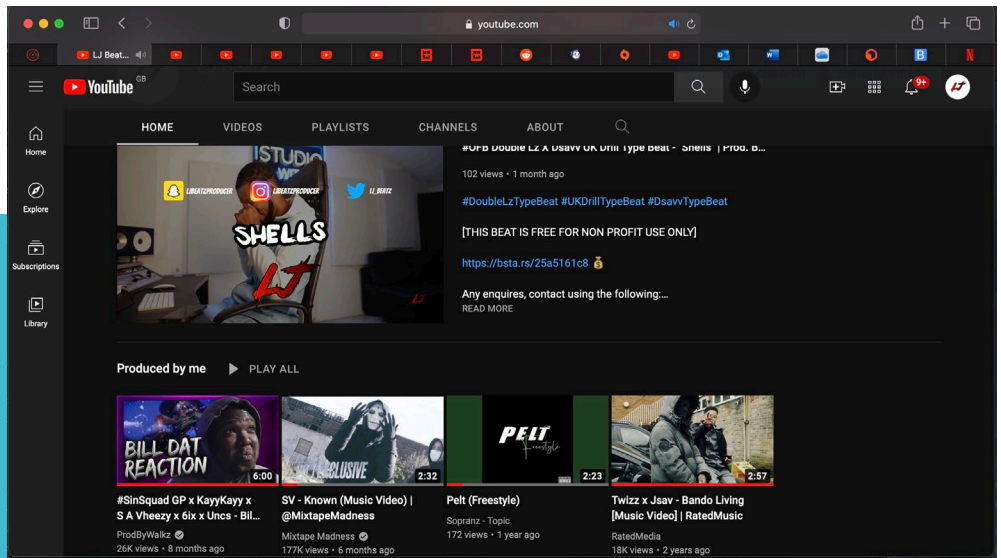 youtube.com
LJ Beat...
YouTube GB
Search
9+
LJ
HOME VIDEOS PLAYLISTS CHANNELS ABOUT
Home
Explore
Subscriptions
Library
STUDIO
WITH
LJBEATZPRODUCER LJBEATZPRODUCER LJ_BEATZ
SHELLS
LJ
LJ
#OFB Double Lz X Dsavv UK Drill Type Beat - "Shells" | Prod. B...
102 views • 1 month ago
#DoubleLzTypeBeat #UKDrillTypeBeat #DsavvTypeBeat
[THIS BEAT IS FREE FOR NON PROFIT USE ONLY]
https://bsta.rs/25a5161c8 💰
Any enquires, contact using the following:...
READ MORE
Produced by me PLAY ALL
BILL DAT
REACTION
6:00
#SinSquad GP x KayyKayy x
S A Vheezy x 6ix x Uncs - Bil...
ProdByWalkz
26K views • 8 months ago
CLUSIVE
2:32
SV - Known (Music Video) |
@MixtapeMadness
Mixtape Madness
177K views • 6 months ago
PELT
Freestyle
2:23
Pelt (Freestyle)
Sopranz - Topic
172 views • 1 year ago
2:57
Twizz x Jsav - Bando Living
[Music Video] | RatedMusic
RatedMedia
18K views • 2 years ago